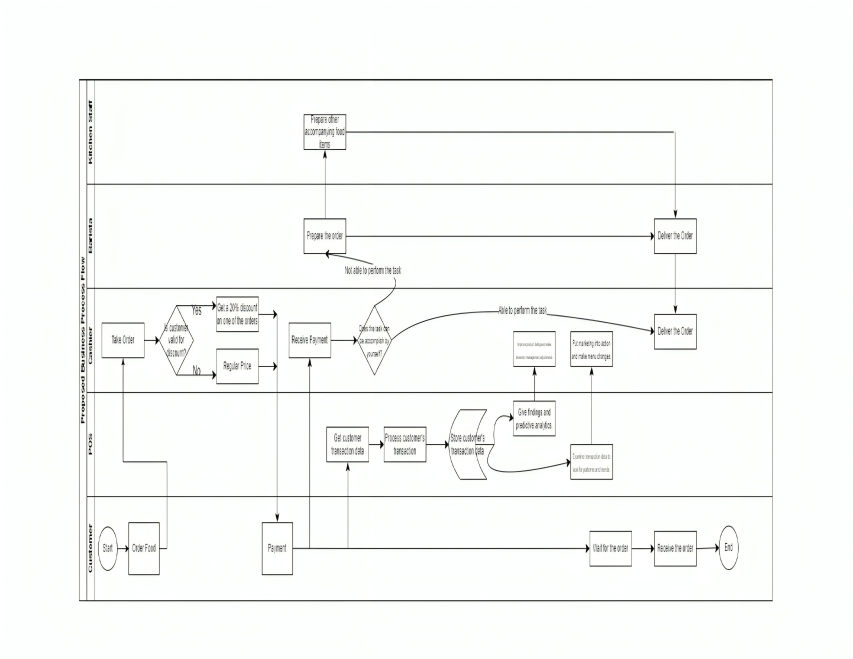 Proposed Business Process Flow
Kitchen Staff
Prepare other
accompanying food
items
Barista
Prepare the order
Deliver the Order
Not able to perform the task
Cashier
Take Order
Is customer
valid for
discount?
Yes
No
Get a 20% discount
on one of the orders
Regular Price
Receive Payment
Does the task can
be accomplish by
yourself?
Able to perform the task
Deliver the Order
Put marketing into action
and make menu changes.
POS
Get customer
transaction data
Process customer's
transaction
Store customer's
transaction data
Give findings and
predictive analytics
Examine transaction data to
look for patterns and trends.
Customer
Start
Order Food
Payment
Wait for the order
Receive the order
End